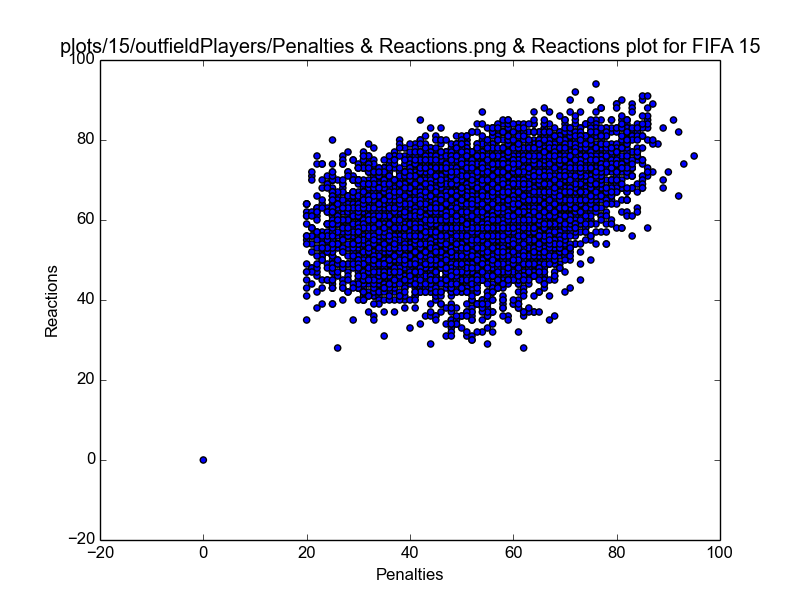 plots/15/outfieldPlayers/Penalties & Reactions.png & Reactions plot for FIFA 15
100
80
60
40
20
0
−20
−20 0 20 40 60 80 100
Reactions
Penalties